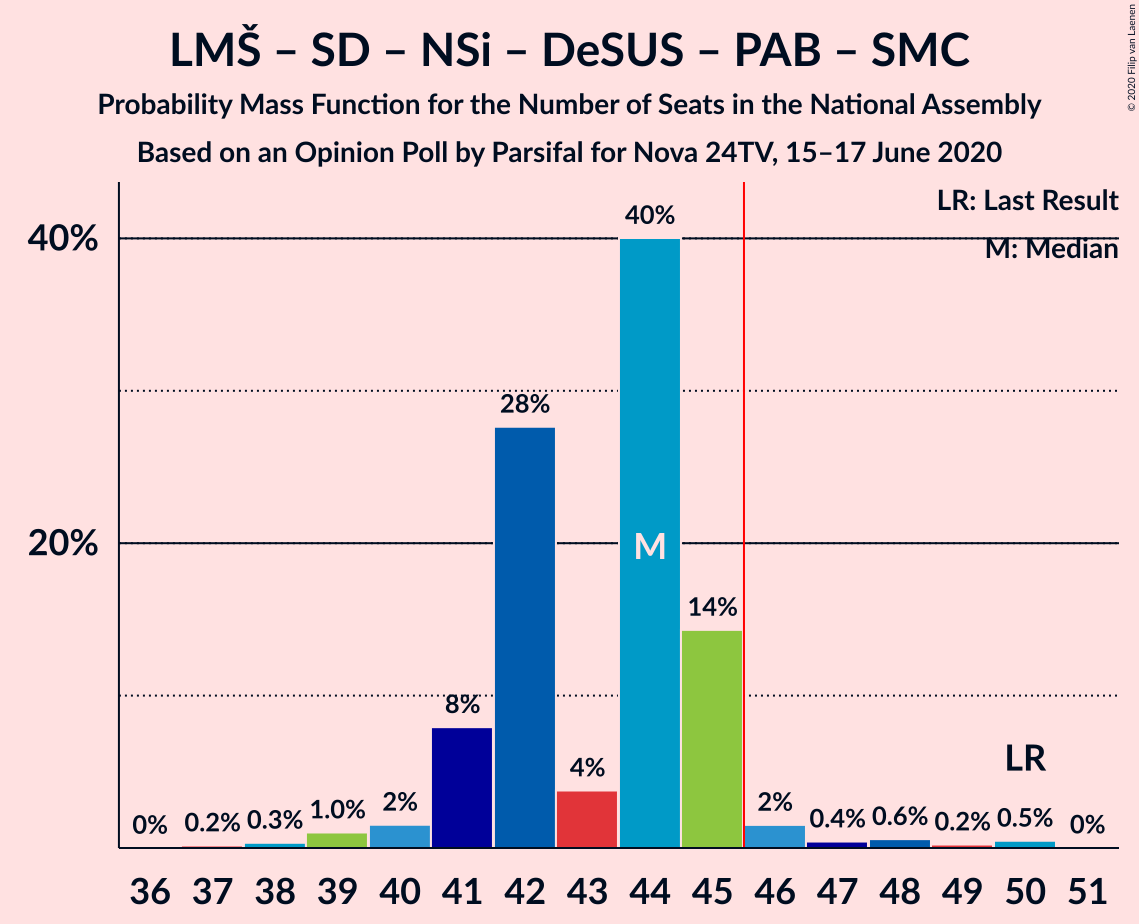 LMŠ – SD – NSi – DeSUS – PAB – SMC
Probability Mass Function for the Number of Seats in the National Assembly
Based on an Opinion Poll by Parsifal for Nova 24TV, 15–17 June 2020
© 2020 Filip van Laenen
LR: Last Result
M: Median
40%
20%
0%
0.2%
0.3%
1.0%
2%
8%
28%
4%
40%
M
14%
2%
0.4%
0.6%
0.2%
LR
0.5%
0%
36 37 38 39 40 41 42 43 44 45 46 47 48 49 50 51